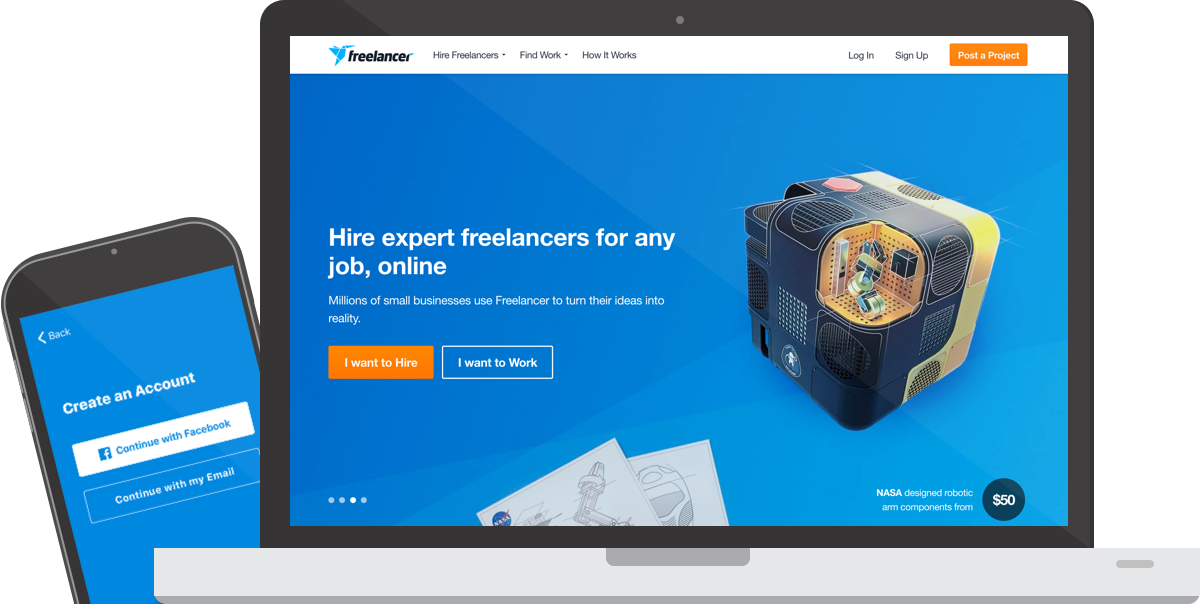 freelancer
Hire Freelancers
Find Work
How It Works
Log In
Sign Up
Post a Project
Hire expert freelancers for any
job, online
Millions of small businesses use Freelancer to turn their ideas into
reality.
I want to Hire
I want to Work
NASA
NASA designed robotic
arm components from
$50
Back
Create an Account
Continue with Facebook
Continue with my Email